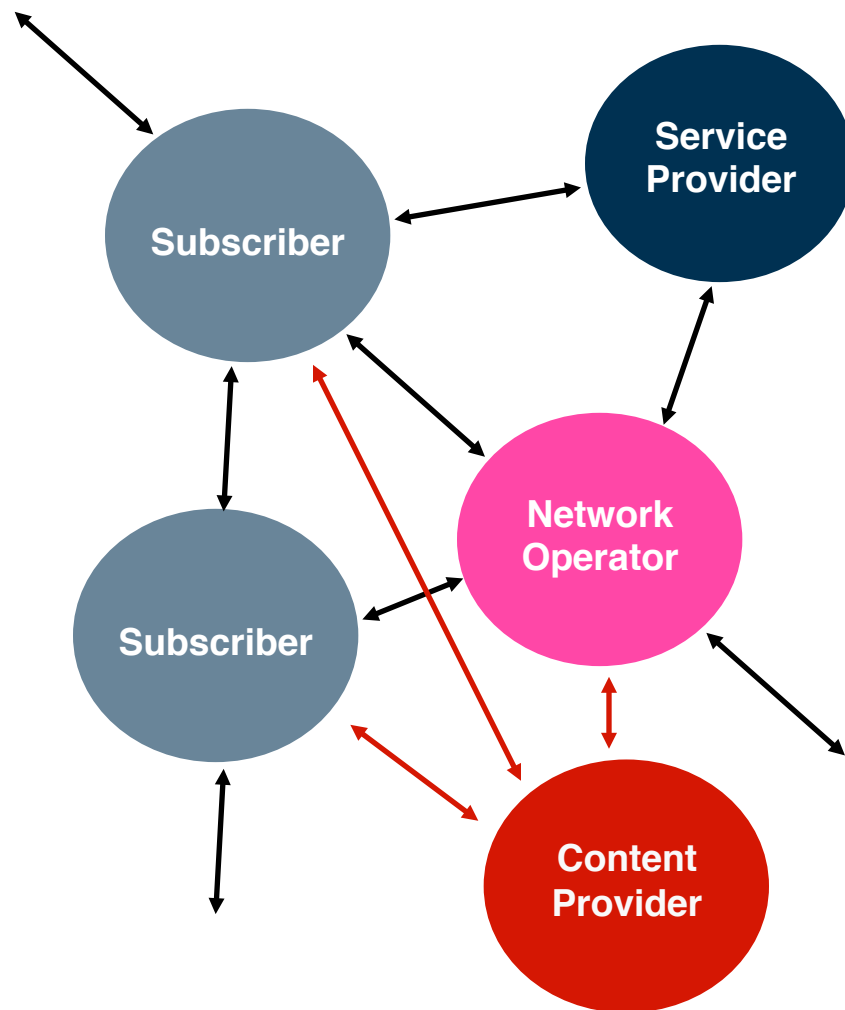 Service
Provider
Subscriber
Network
Operator
Subscriber
Content
Provider